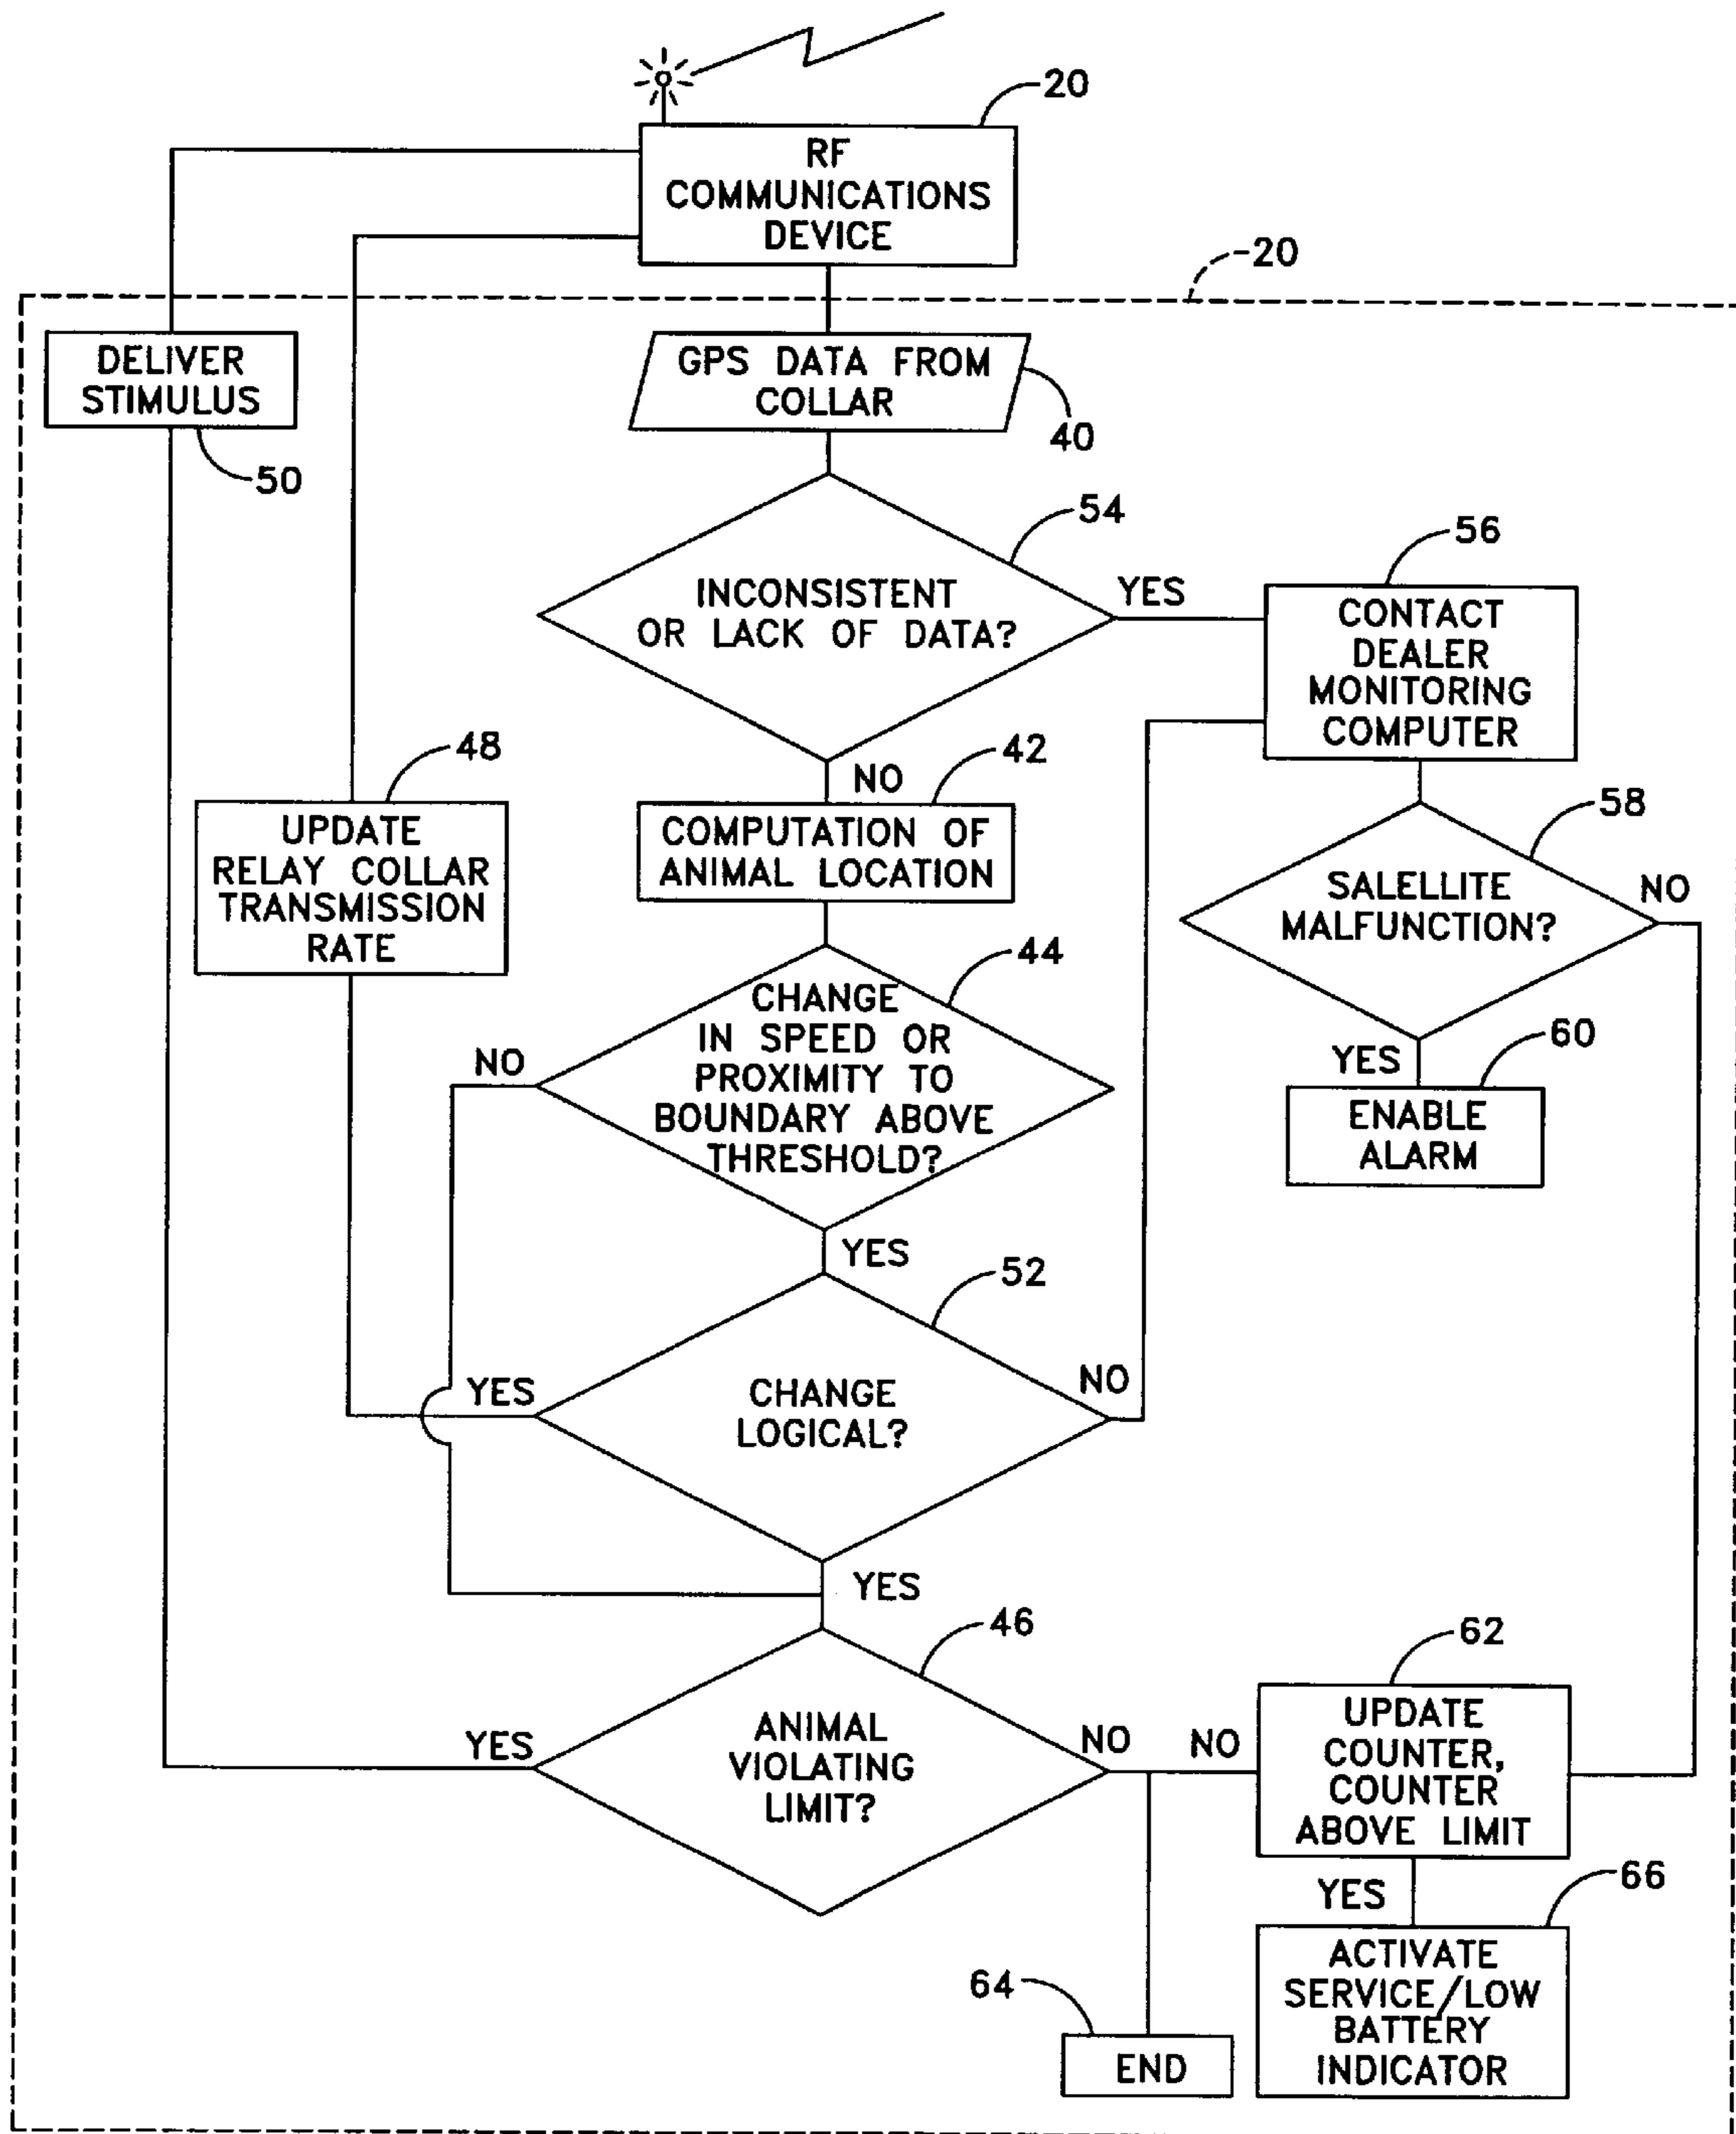 20
RF
COMMUNICATIONS
DEVICE
20
DELIVER
STIMULUS
50
GPS DATA FROM
COLLAR
40
54
INCONSISTENT
OR LACK OF DATA?
YES
56
CONTACT
DEALER
MONITORING
COMPUTER
NO
48
UPDATE
RELAY COLLAR
TRANSMISSION
RATE
42
COMPUTATION OF
ANIMAL LOCATION
58
SALELLITE
MALFUNCTION?
NO
YES
60
ENABLE
ALARM
44
CHANGE
IN SPEED OR
PROXIMITY TO
BOUNDARY ABOVE
THRESHOLD?
NO
YES
52
CHANGE
LOGICAL?
YES
NO
YES
46
ANIMAL
VIOLATING
LIMIT?
YES
NO
NO
62
UPDATE
COUNTER,
COUNTER
ABOVE LIMIT
YES
66
ACTIVATE
SERVICE/LOW
BATTERY
INDICATOR
64
END